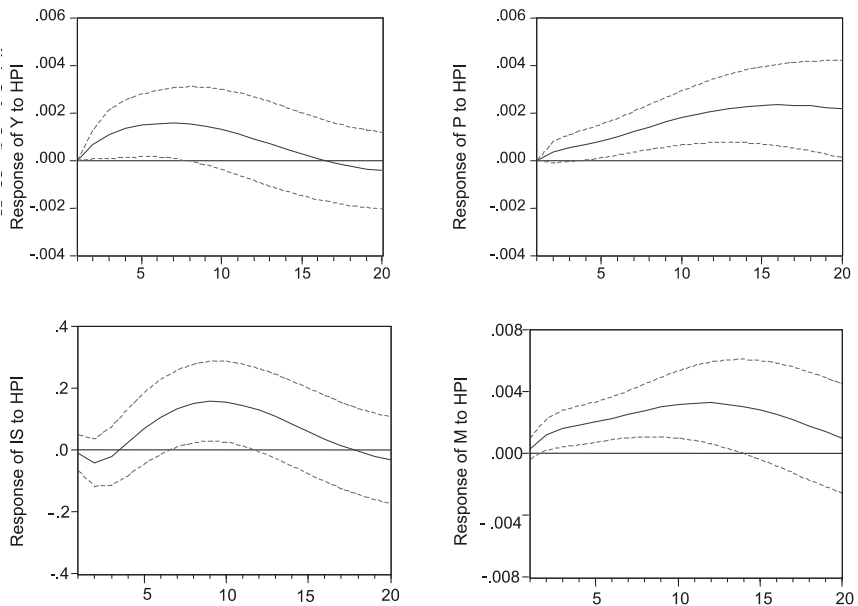 .006
.004
.002
.000
-.002
-.004
Response of Y to HPI
5 10 15 20
.006
.004
.002
.000
-.002
-.004
Response of P to HPI
5 10 15 20
.4
.2
.0
-.2
-.4
Response of IS to HPI
5 10 15 20
.008
.004
.000
- .004
-.008
Response of M to HPI
5 10 15 20